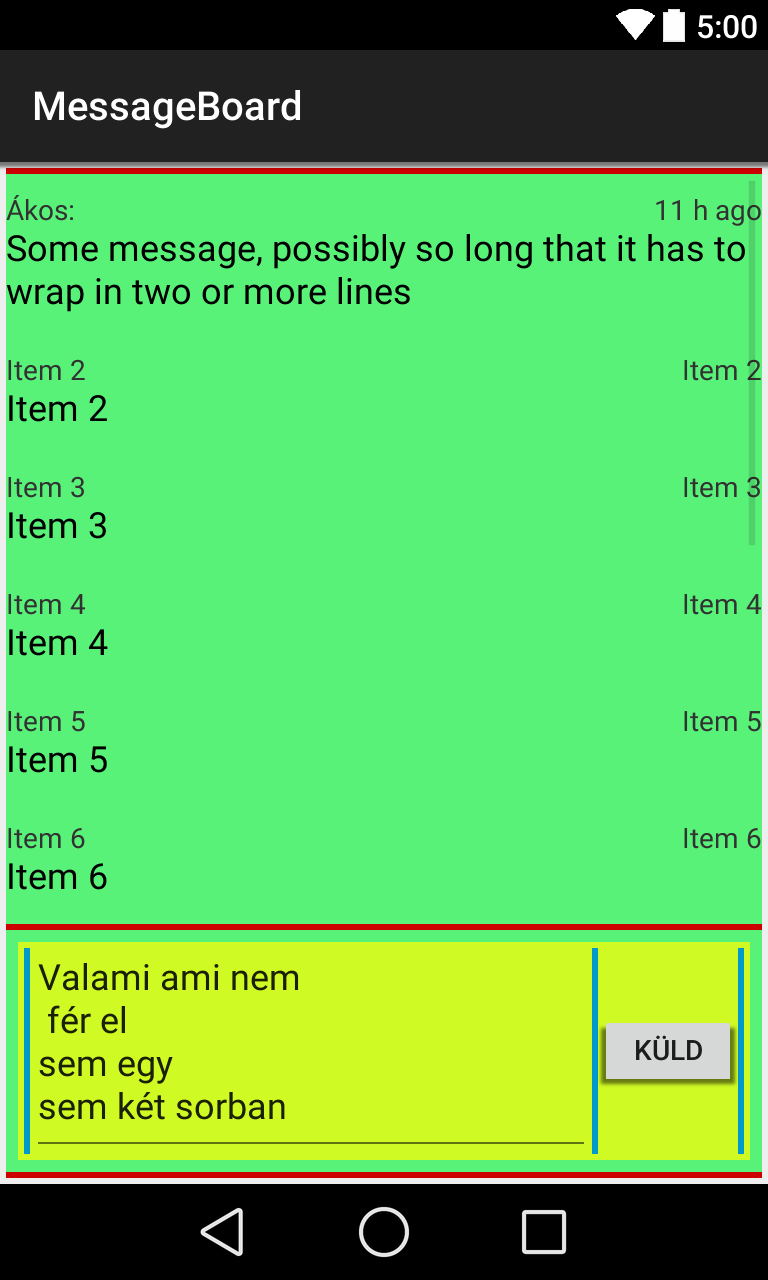 5:00
MessageBoard
Ákos: 11 h ago
Some message, possibly so long that it has to
wrap in two or more lines
Item 2 Item 2
Item 2
Item 3 Item 3
Item 3
Item 4 Item 4
Item 4
Item 5 Item 5
Item 5
Item 6 Item 6
Item 6
Valami ami nem
fér el
sem egy
sem két sorban
KÜLD